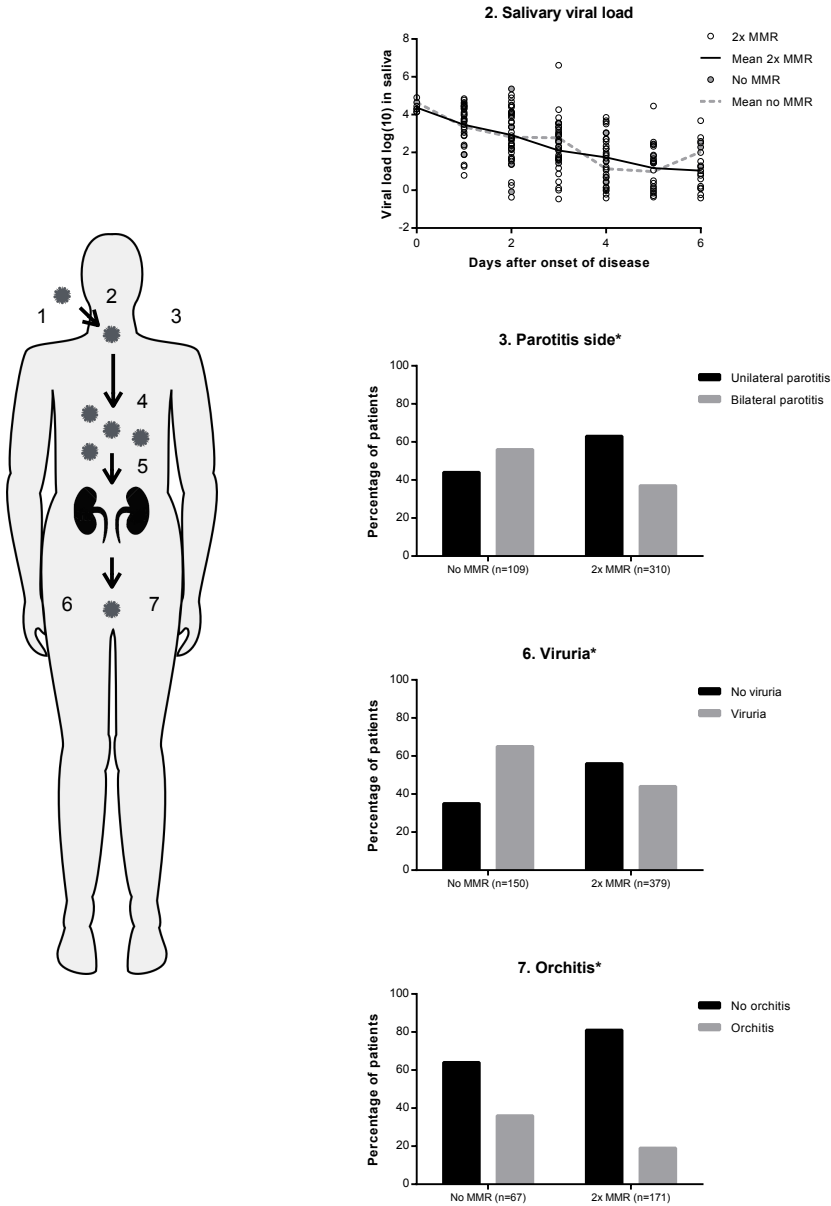 2. Salivary viral load
Viral load log(10) in saliva
8
6
4
2
0
-2
0
2
4
6
Days after onset of disease
2x MMR
Mean 2x MMR
No MMR
Mean no MMR
1
2
3
4
5
6
7
3. Parotitis side*
Percentage of patients
100
80
60
40
20
0
No MMR (n=109)
2x MMR (n=310)
Unilateral parotitis
Bilateral parotitis
6. Viruria*
Percentage of patients
100
80
60
40
20
0
No MMR (n=150)
2x MMR (n=379)
No viruria
Viruria
7. Orchitis*
Percentage of patients
100
80
60
40
20
0
No MMR (n=67)
2x MMR (n=171)
No orchitis
Orchitis